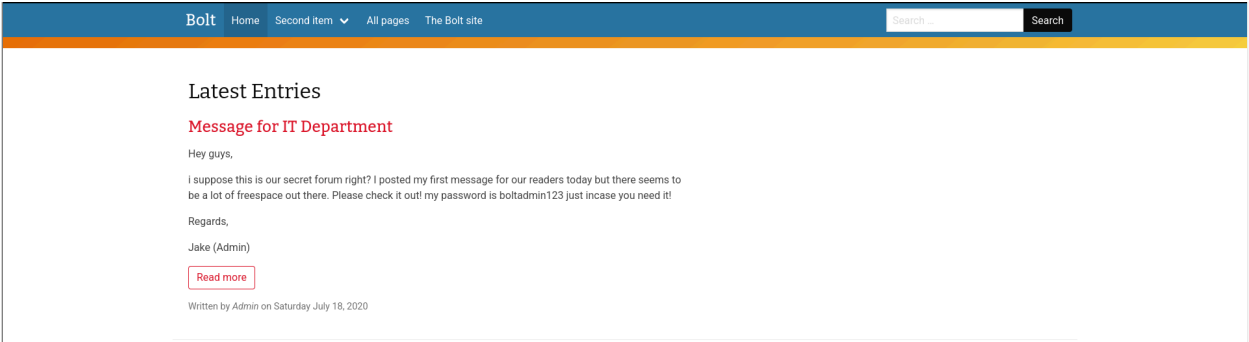 Bolt Home Second item All pages The Bolt site Search ... Search
Latest Entries
Message for IT Department
Hey guys,
i suppose this is our secret forum right? I posted my first message for our readers today but there seems to
be a lot of freespace out there. Please check it out! my password is boltadmin123 just incase you need it!
Regards,
Jake (Admin)
Read more
Written by Admin on Saturday July 18, 2020